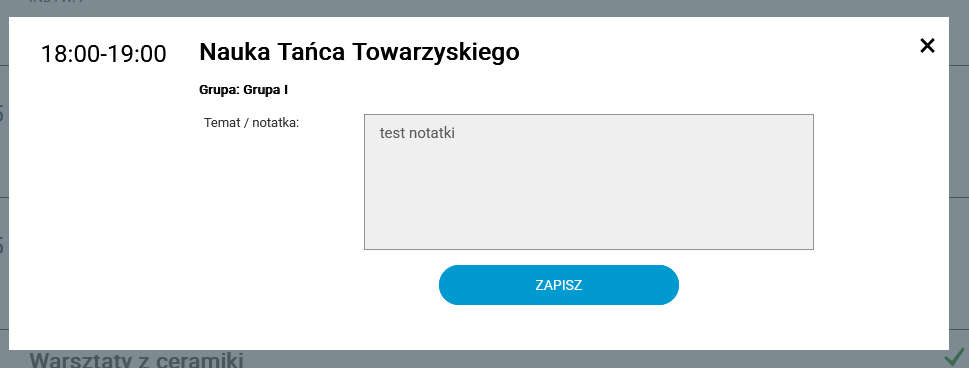 18:00-19:00
Nauka Tańca Towarzyskiego
Grupa: Grupa I
Temat / notatka:
test notatki
ZAPISZ
Warsztaty z ceramiki